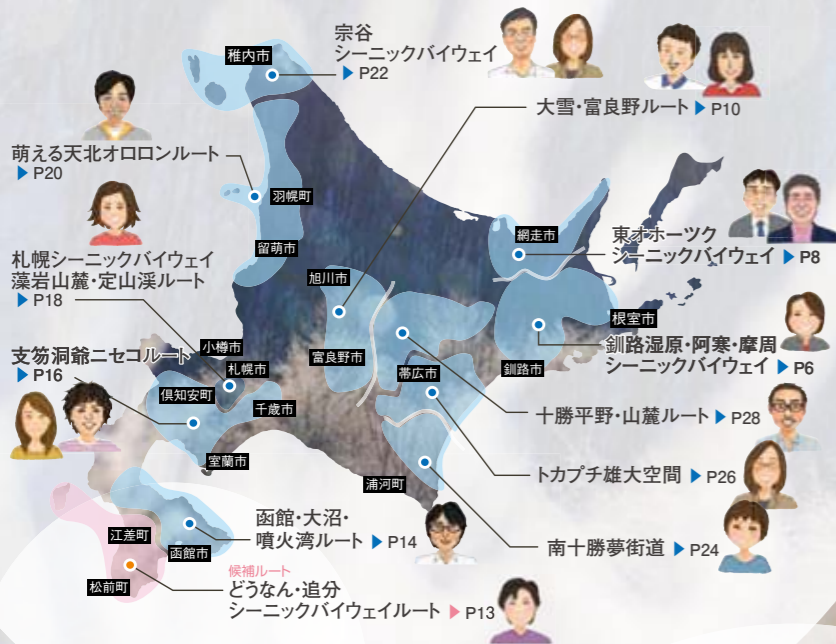 宗谷
シーニックバイウェイ
▶ P22
稚内市
大雪・富良野ルート ▶ P10
萌える天北オロロンルート
▶ P20
羽幌町
留萌市
網走市
東オホーツク
シーニックバイウェイ ▶ P8
札幌シーニックバイウェイ
藻岩山麓・定山渓ルート
▶ P18
旭川市
富良野市
根室市
釧路市
釧路湿原・阿寒・摩周
シーニックバイウェイ ▶ P6
小樽市
札幌市
支笏洞爺ニセコルート
▶ P16
倶知安町
千歳市
室蘭市
帯広市
十勝平野・山麓ルート ▶ P28
トカプチ雄大空間 ▶ P26
浦河町
南十勝夢街道 ▶ P24
函館・大沼・
噴火湾ルート ▶ P14
江差町
函館市
松前町
候補ルート
どうなん・追分
シーニックバイウェイルート ▶ P13